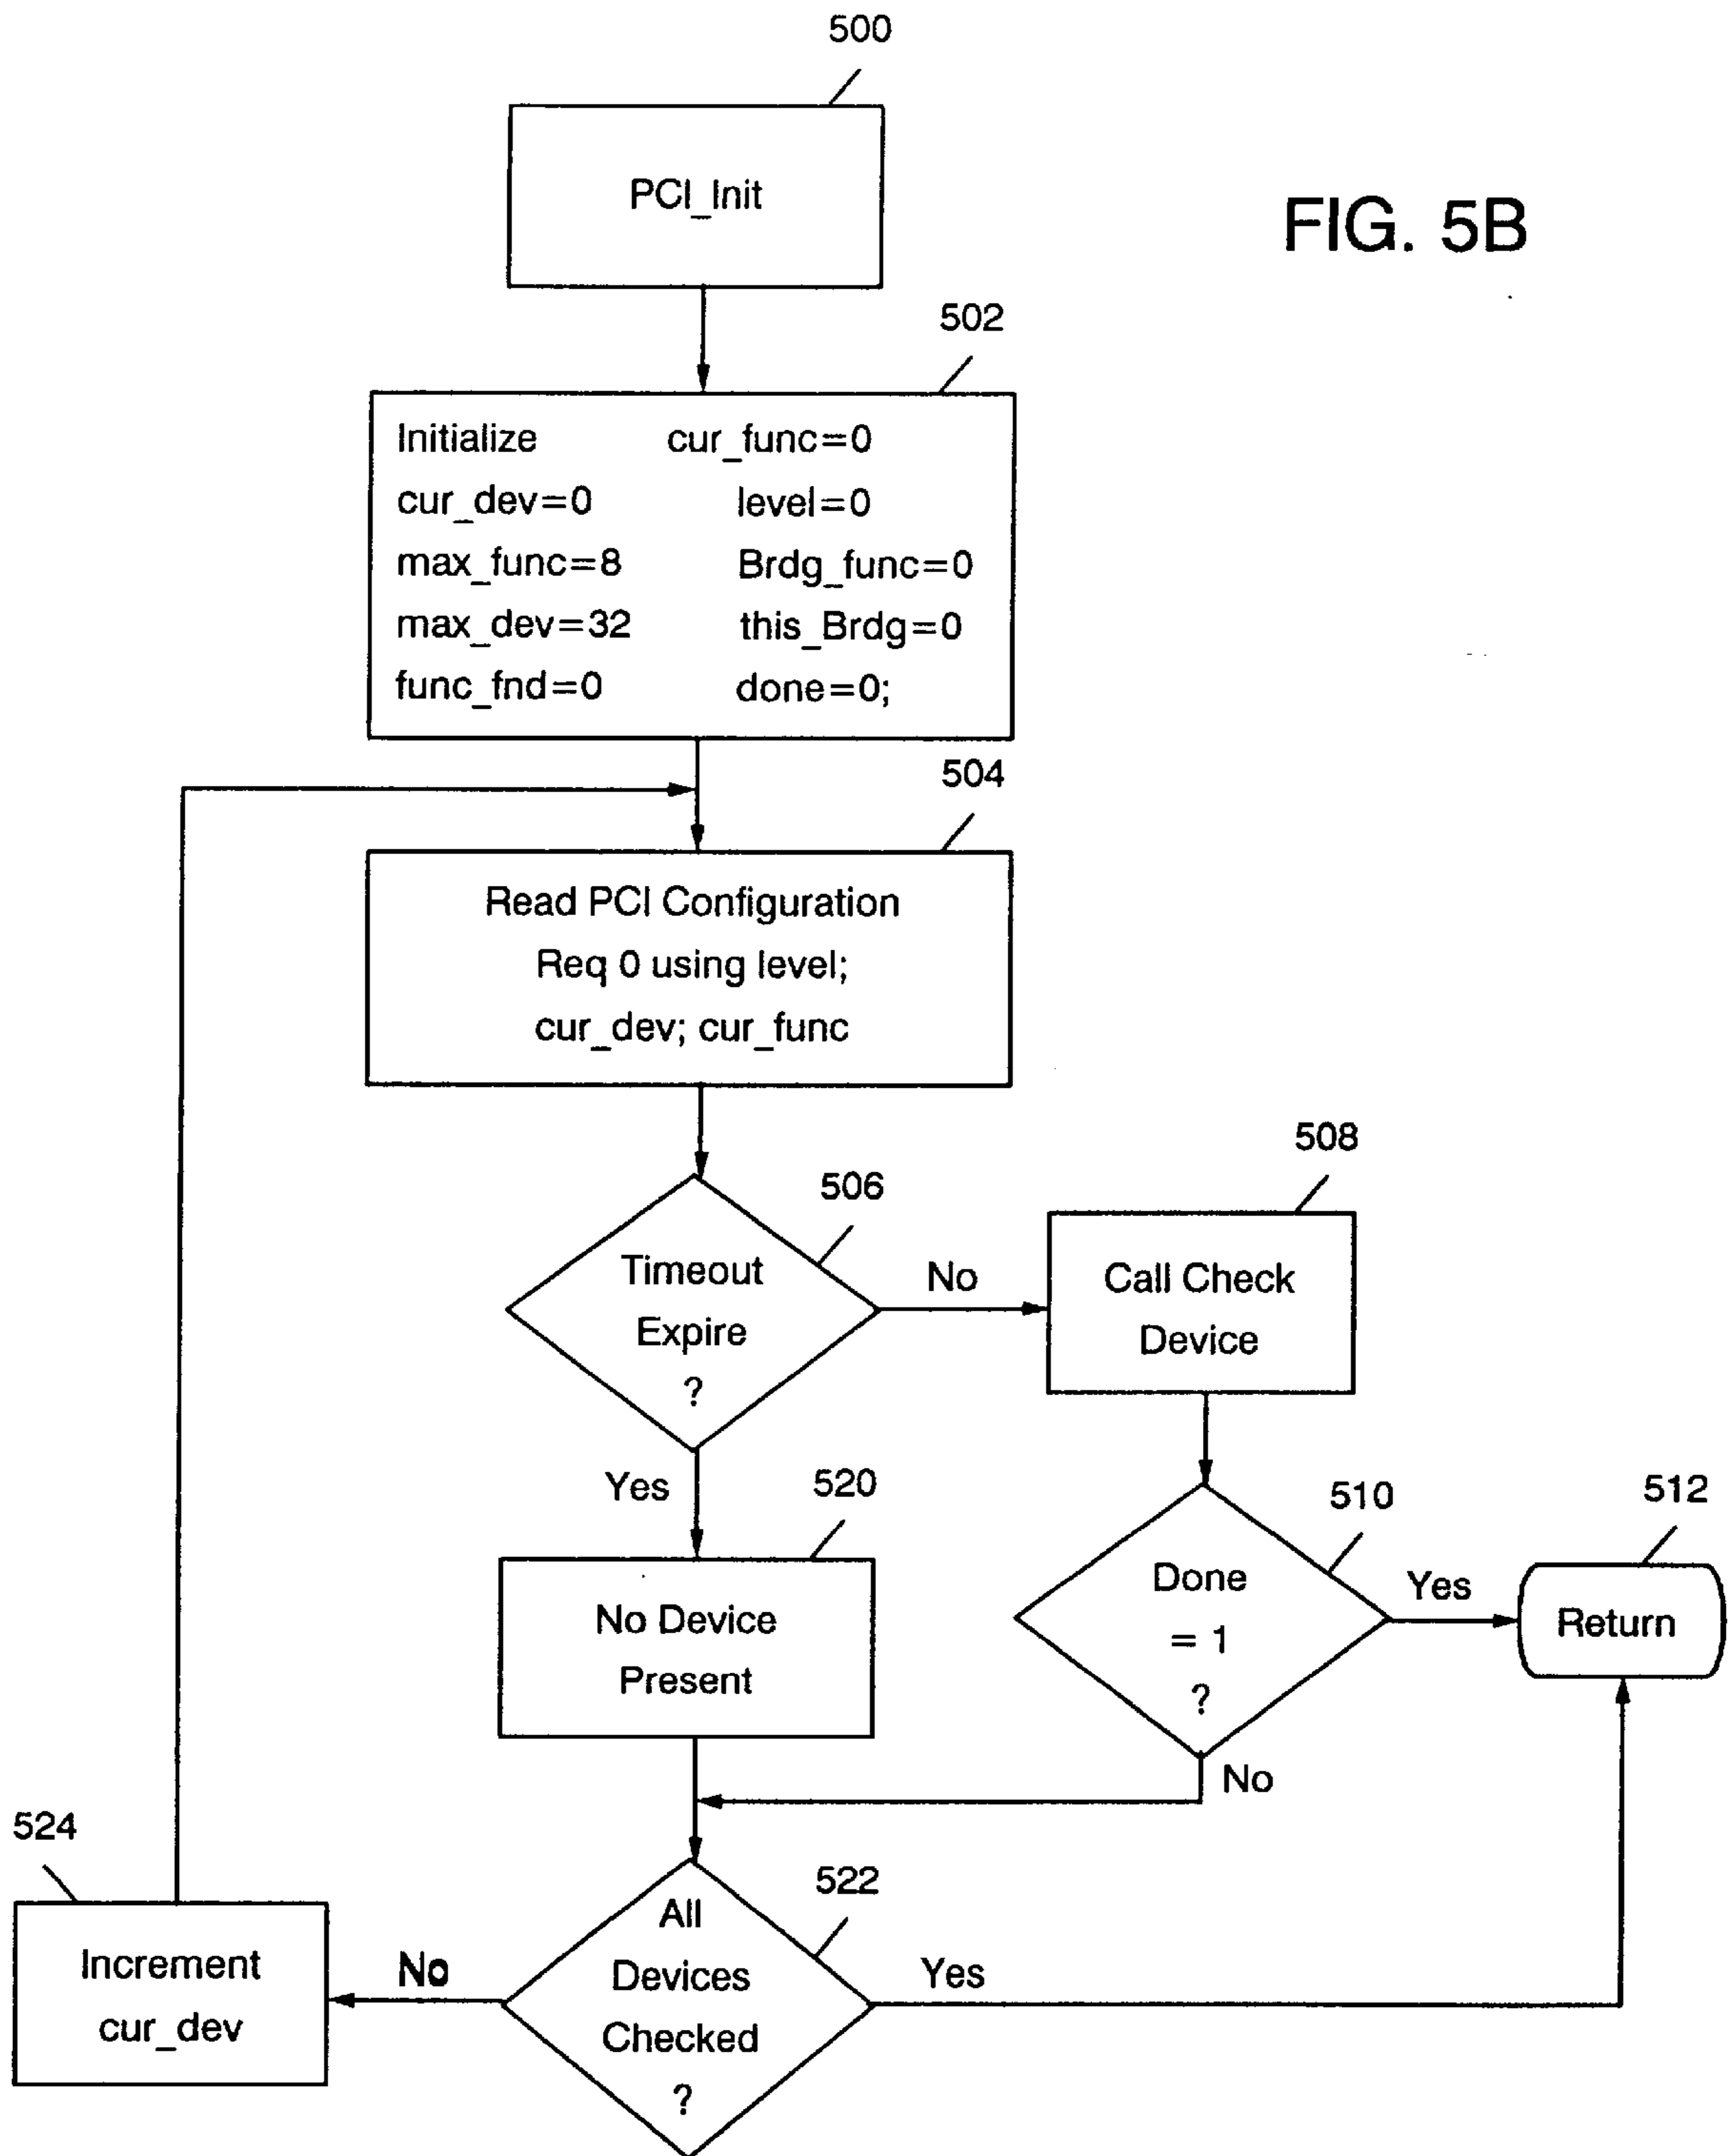 500
PCI_Init
FIG. 5B
502
Initialize cur_func=0
cur_dev=0 level=0
max_func=8 Brdg_func=0
max_dev=32 this_Brdg=0
func_fnd=0 done=0;
504
Read PCI Configuration
Req 0 using level;
cur_dev; cur_func
506
Timeout
Expire
?
No
508
Call Check
Device
Yes
520
No Device
Present
510
Done
= 1
?
Yes
512
Return
No
522
All
Devices
Checked
?
Yes
No
524
Increment
cur_dev